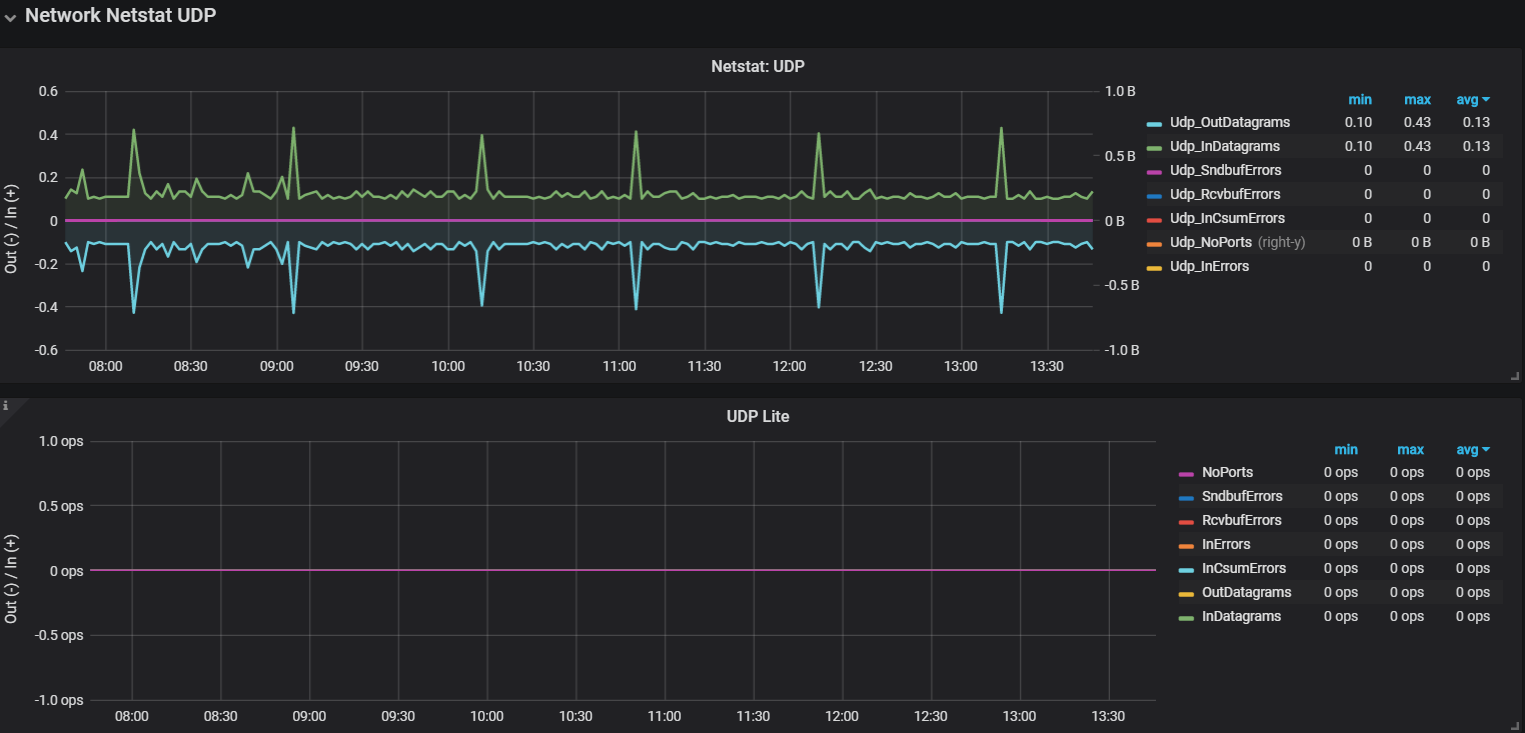 Network Netstat UDP
Netstat: UDP
Out (-) / In (+)
0.6
0.4
0.2
0
-0.2
-0.4
-0.6
1.0 B
0.5 B
0 B
-0.5 B
-1.0 B
08:00 08:30 09:00 09:30 10:00 10:30 11:00 11:30 12:00 12:30 13:00 13:30
min max avg
Udp_OutDatagrams 0.10 0.43 0.13
Udp_InDatagrams 0.10 0.43 0.13
Udp_SndbufErrors 0 0 0
Udp_RcvbufErrors 0 0 0
Udp_InCsumErrors 0 0 0
Udp_NoPorts (right-y) 0 B 0 B 0 B
Udp_InErrors 0 0 0
i
UDP Lite
Out (-) / In (+)
1.0 ops
0.5 ops
0 ops
-0.5 ops
-1.0 ops
08:00 08:30 09:00 09:30 10:00 10:30 11:00 11:30 12:00 12:30 13:00 13:30
min max avg
NoPorts 0 ops 0 ops 0 ops
SndbufErrors 0 ops 0 ops 0 ops
RcvbufErrors 0 ops 0 ops 0 ops
InErrors 0 ops 0 ops 0 ops
InCsumErrors 0 ops 0 ops 0 ops
OutDatagrams 0 ops 0 ops 0 ops
InDatagrams 0 ops 0 ops 0 ops